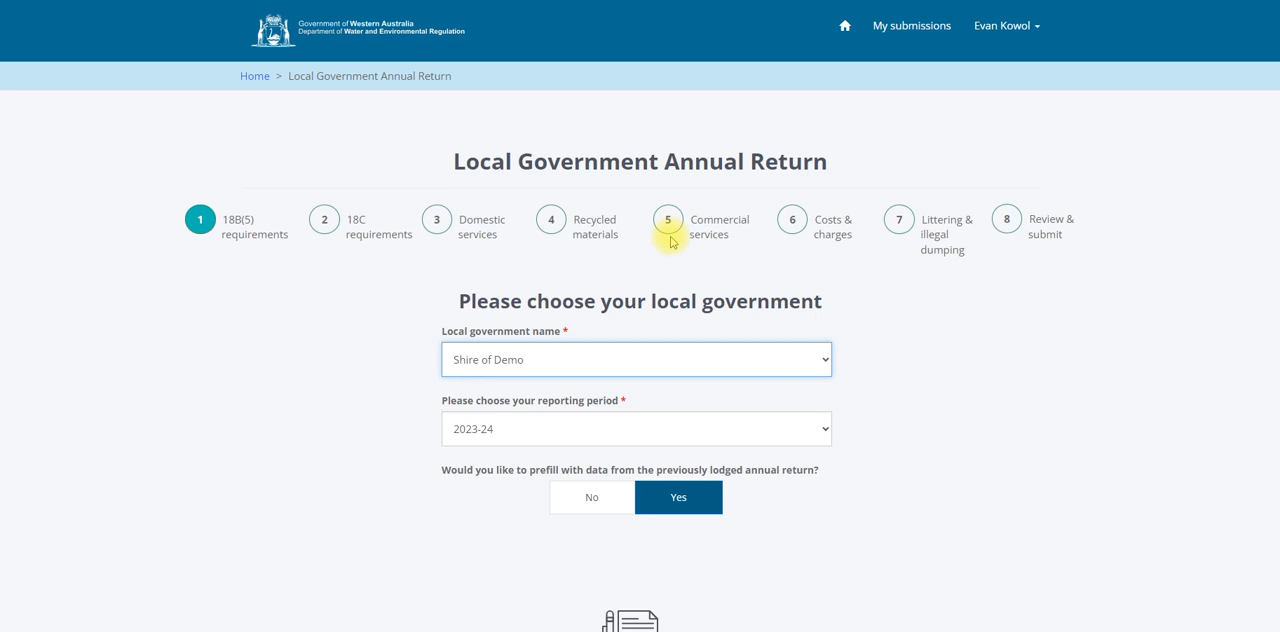 Government of Western Australia
Department of Water and Environmental Regulation
My submissions
Evan Kowol
Home > Local Government Annual Return
Local Government Annual Return
1 18B(5) requirements
2 18C requirements
3 Domestic services
4 Recycled materials
5 Commercial services
6 Costs & charges
7 Littering & illegal dumping
8 Review & submit
Please choose your local government
Local government name *
Shire of Demo
Please choose your reporting period *
2023-24
Would you like to prefill with data from the previously lodged annual return?
No
Yes